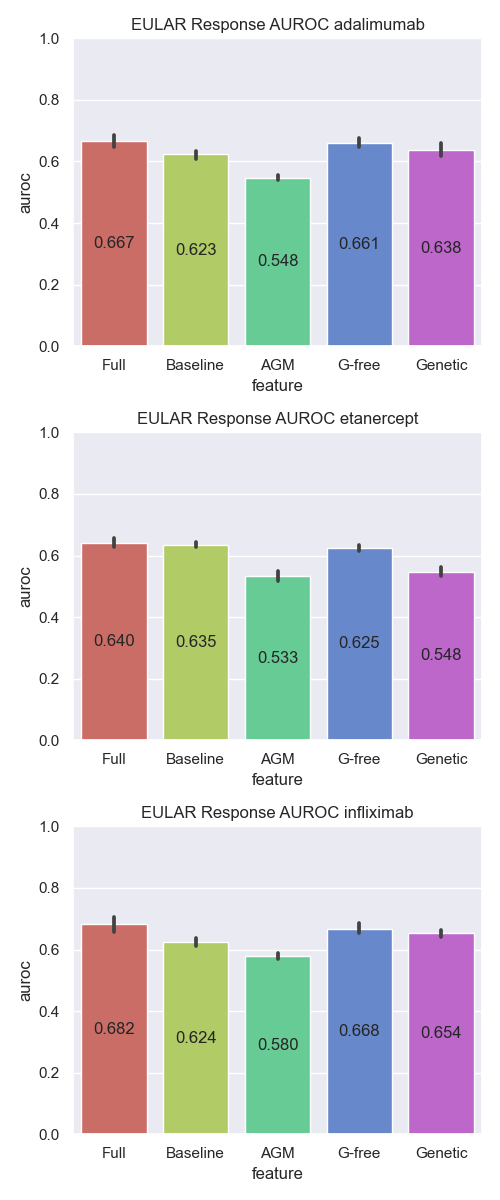 EULAR Response AUROC adalimumab
1.0
0.8
0.6
0.4
0.2
0.0
auroc
0.667
0.623
0.548
0.661
0.638
Full Baseline AGM G-free Genetic
feature
EULAR Response AUROC etanercept
1.0
0.8
0.6
0.4
0.2
0.0
auroc
0.640
0.635
0.533
0.625
0.548
Full Baseline AGM G-free Genetic
feature
EULAR Response AUROC infliximab
1.0
0.8
0.6
0.4
0.2
0.0
auroc
0.682
0.624
0.580
0.668
0.654
Full Baseline AGM G-free Genetic
feature